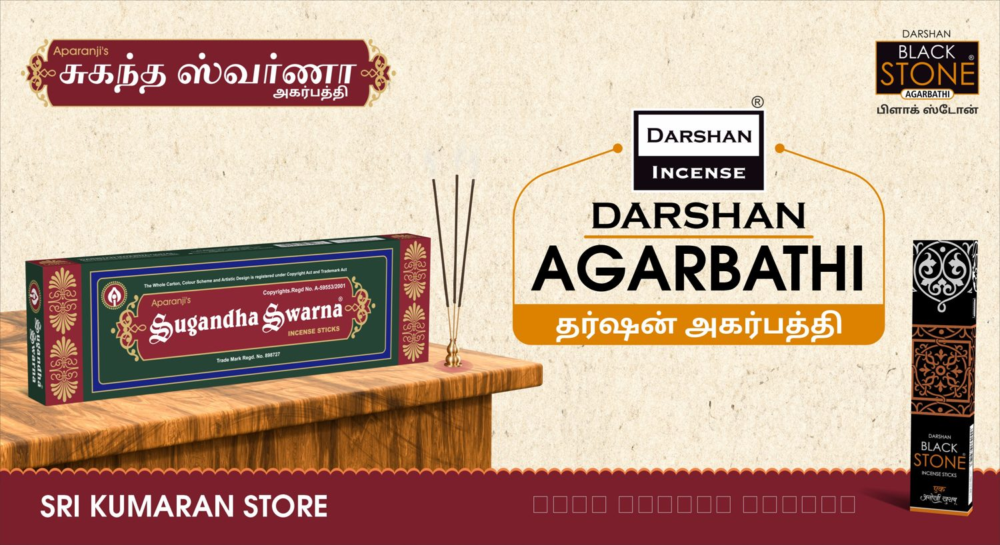 Aparanji's
சுகந்த ஸ்வர்ணா
அகர்பத்தி
DARSHAN
BLACK
STONE®
AGARBATHI
பிளாக் ஸ்டோன்
®
DARSHAN
INCENSE
DARSHAN
AGARBATHI
தர்ஷன் அகர்பத்தி
The Whole Carton, Colour Scheme and Artistic Design is registered under Copyright Act and Trademark Act
Copyrights.Regd No. A-59553/2001
Aparanji's
Sugandha Swarna®
INCENSE STICKS
Trade Mark Regd. No. 898727
Sugandha
Swarna
DARSHAN
BLACK
STONE®
INCENSE STICKS
एक
अनोखी खुशबू
SRI KUMARAN STORE